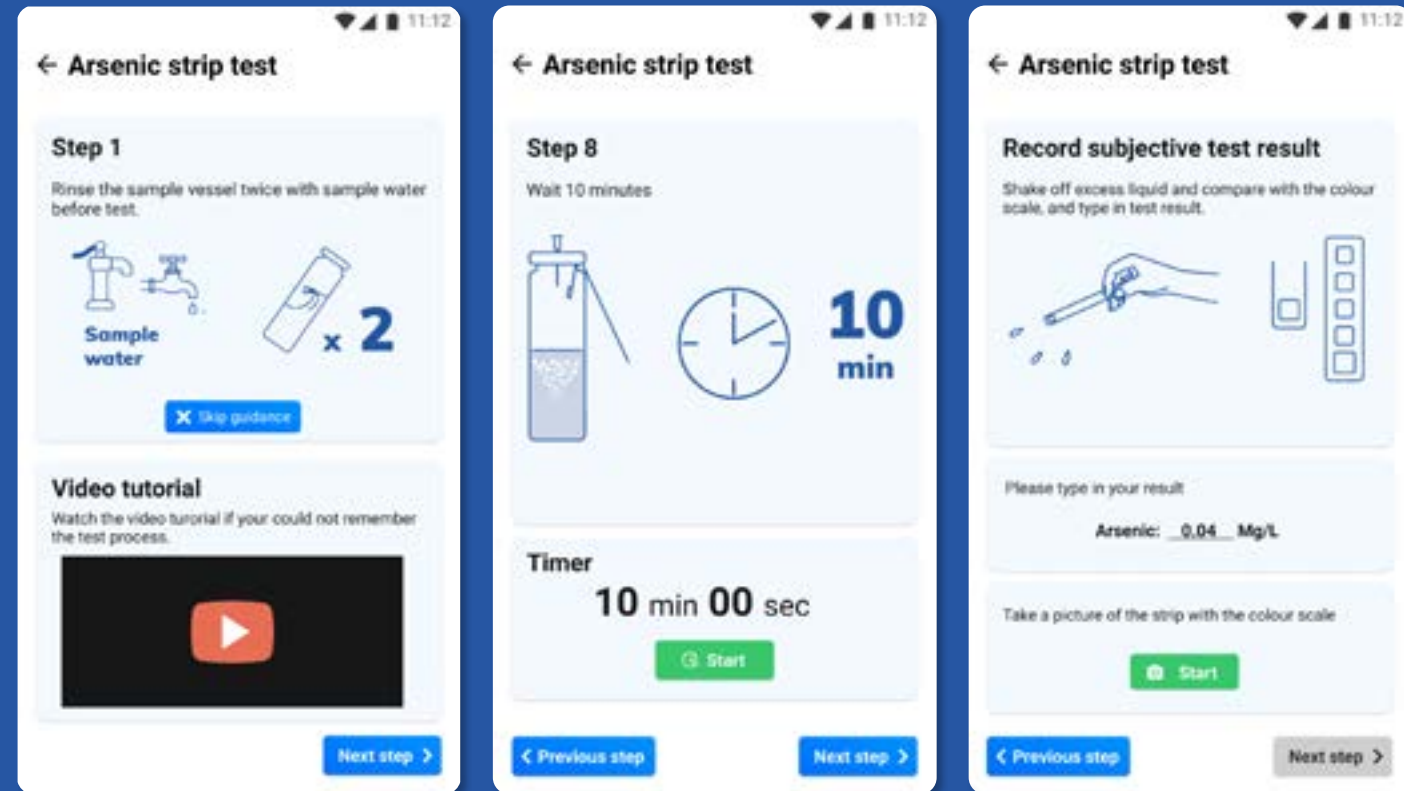 11:12
← Arsenic strip test
Step 1
Rinse the sample vessel twice with sample water
before test.
Sample
water
x 2
Skip guidance
Video tutorial
Watch the video turorial if your could not remember
the test process.
Next step >
11:12
← Arsenic strip test
Step 8
Wait 10 minutes
10
min
Timer
10 min 00 sec
Start
< Previous step
Next step >
11:12
← Arsenic strip test
Record subjective test result
Shake off excess liquid and compare with the colour
scale, and type in test result.
Please type in your result
Arsenic: 0.04 Mg/L
Take a picture of the strip with the colour scale
Start
< Previous step
Next step >